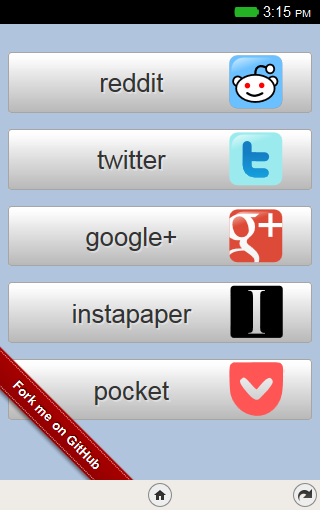 3:15 PM
reddit
twitter
t
google+
g+
instapaper
I
pocket
Fork me on GitHub